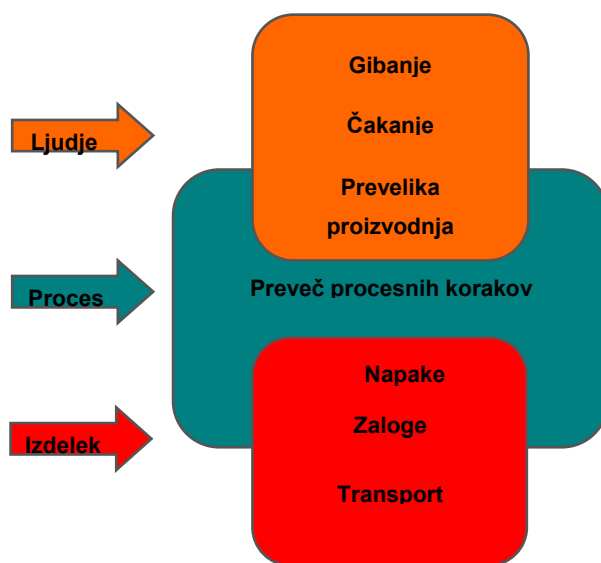 Gibanje
Čakanje
Ljudje
Prevelika
proizvodnja
Preveč procesnih korakov
Proces
Napake
Zaloge
Izdelek
Transport